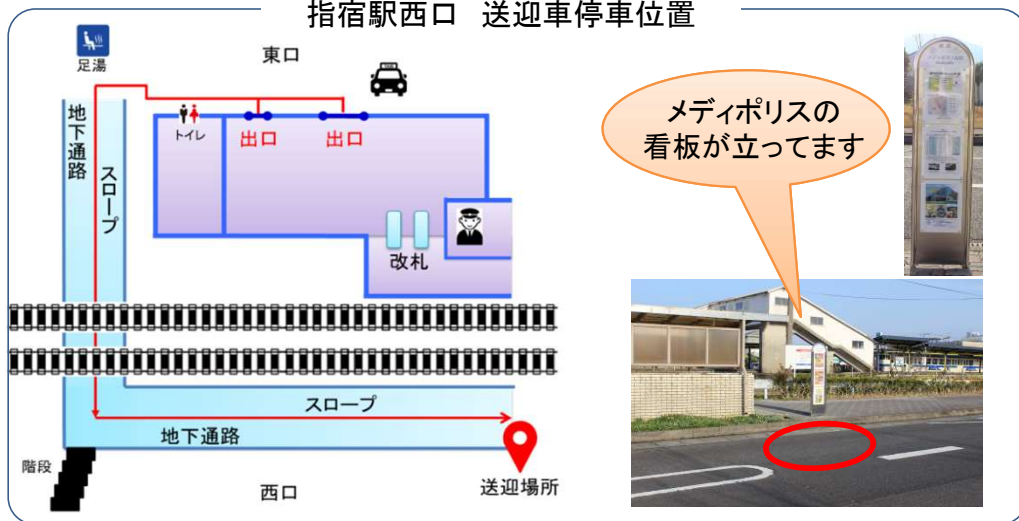 指宿駅西口 送迎車停車位置
足湯
東口
TAXI
地下通路
スロープ
トイレ
出口
出口
改札
スロープ
地下通路
階段
西口
送迎場所
メディポリスの
看板が立ってます